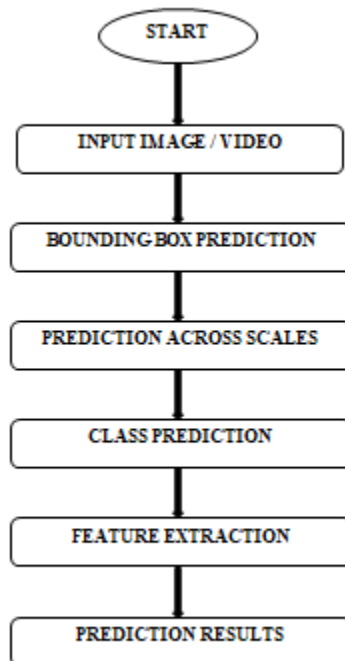 START
INPUT IMAGE / VIDEO
BOUNDING-BOX PREDICTION
PREDICTION ACROSS SCALES
CLASS PREDICTION
FEATURE EXTRACTION
PREDICTION RESULTS